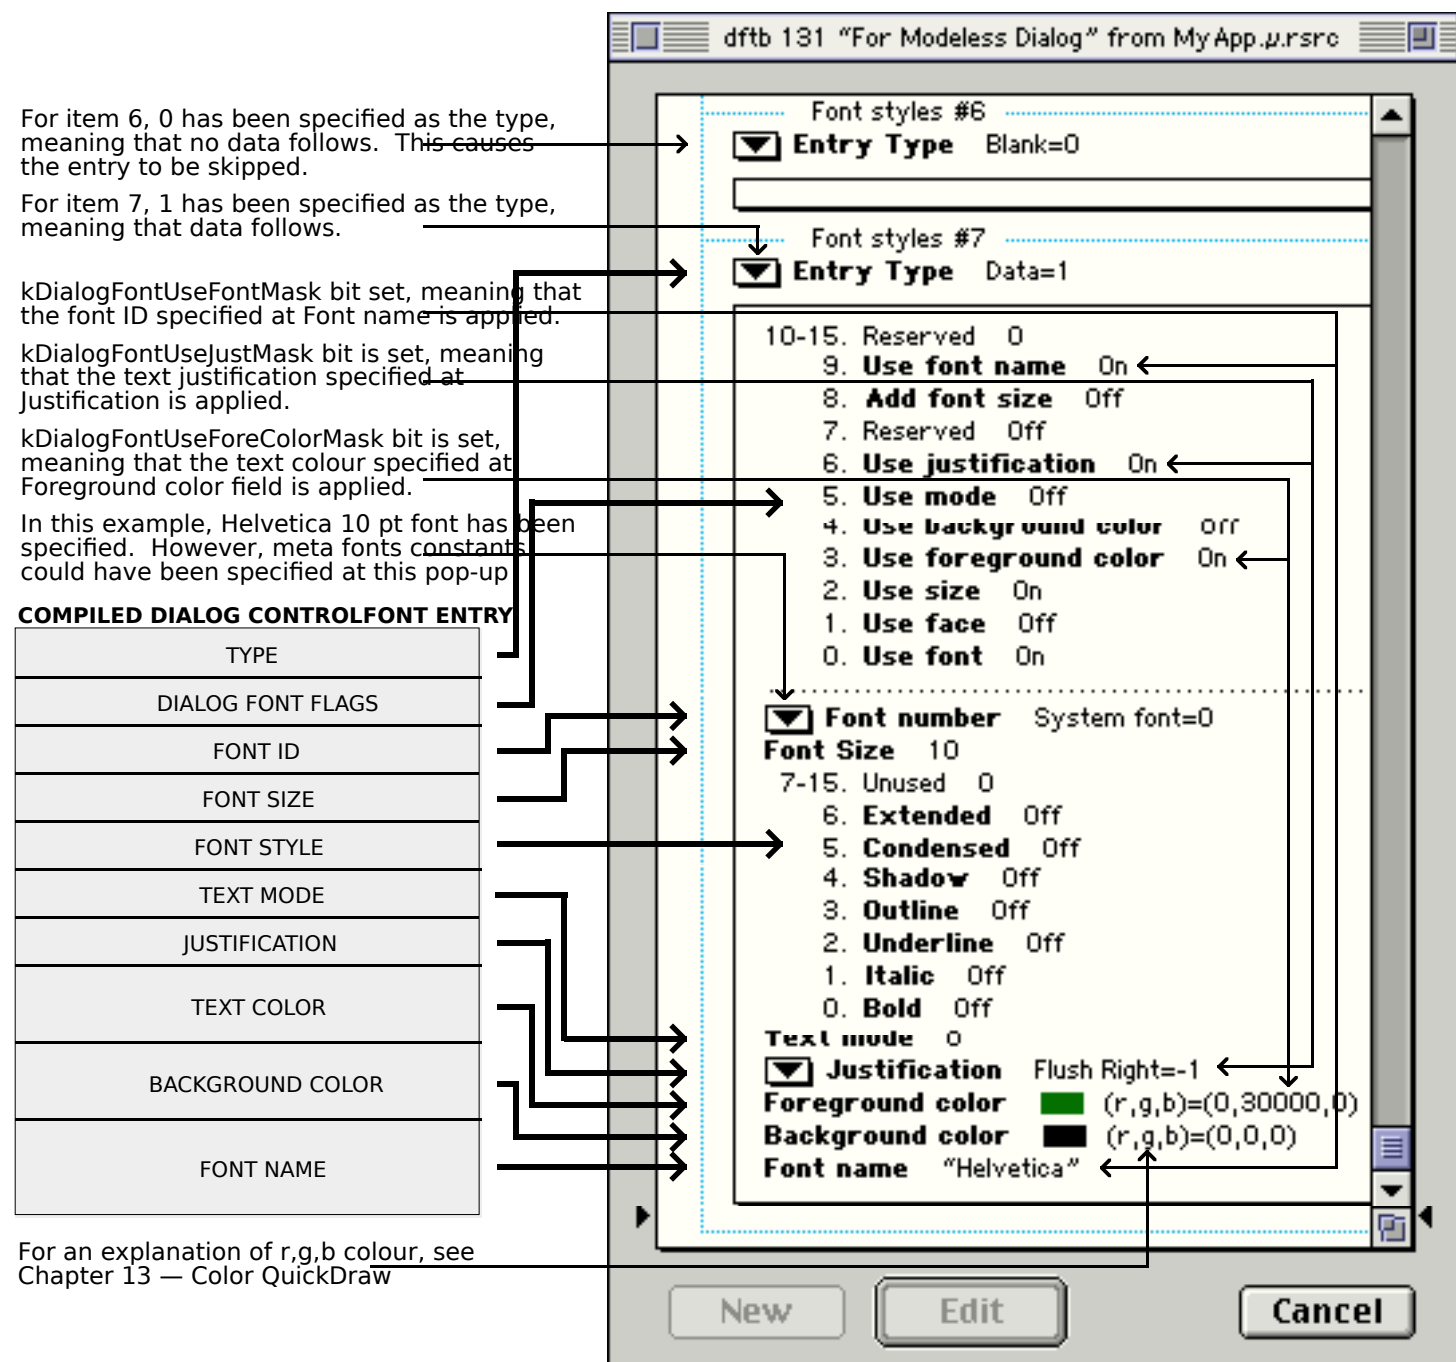 dftb 131 “For Modeless Dialog” from MyApp.µ.rsrc
For item 6, 0 has been specified as the type,
meaning that no data follows.  This causes
the entry to be skipped.
For item 7, 1 has been specified as the type,
meaning that data follows.
kDialogFontUseFontMask bit set, meaning that
the font ID specified at Font name is applied.
kDialogFontUseJustMask bit is set, meaning
that the text justification specified at
Justification is applied.
kDialogFontUseForeColorMask bit is set,
meaning that the text colour specified at
Foreground color field is applied.
In this example, Helvetica 10 pt font has been
specified.  However, meta fonts constants
could have been specified at this pop-up
COMPILED DIALOG CONTROLFONT ENTRY
TYPE
DIALOG FONT FLAGS
FONT ID
FONT SIZE
FONT STYLE
TEXT MODE
JUSTIFICATION
TEXT COLOR
BACKGROUND COLOR
FONT NAME
For an explanation of r,g,b colour, see
Chapter 13 — Color QuickDraw
Font styles #6
Entry Type Blank=0
Font styles #7
Entry Type Data=1
10-15. Reserved 0
9. Use font name On
8. Add font size Off
7. Reserved Off
6. Use justification On
5. Use mode Off
4. Use background color Off
3. Use foreground color On
2. Use size On
1. Use face Off
0. Use font On
Font number System font=0
Font Size 10
7-15. Unused 0
6. Extended Off
5. Condensed Off
4. Shadow Off
3. Outline Off
2. Underline Off
1. Italic Off
0. Bold Off
Text mode 0
Justification Flush Right=-1
Foreground color (r,g,b)=(0,30000,0)
Background color (r,g,b)=(0,0,0)
Font name “Helvetica”
New
Edit
Cancel